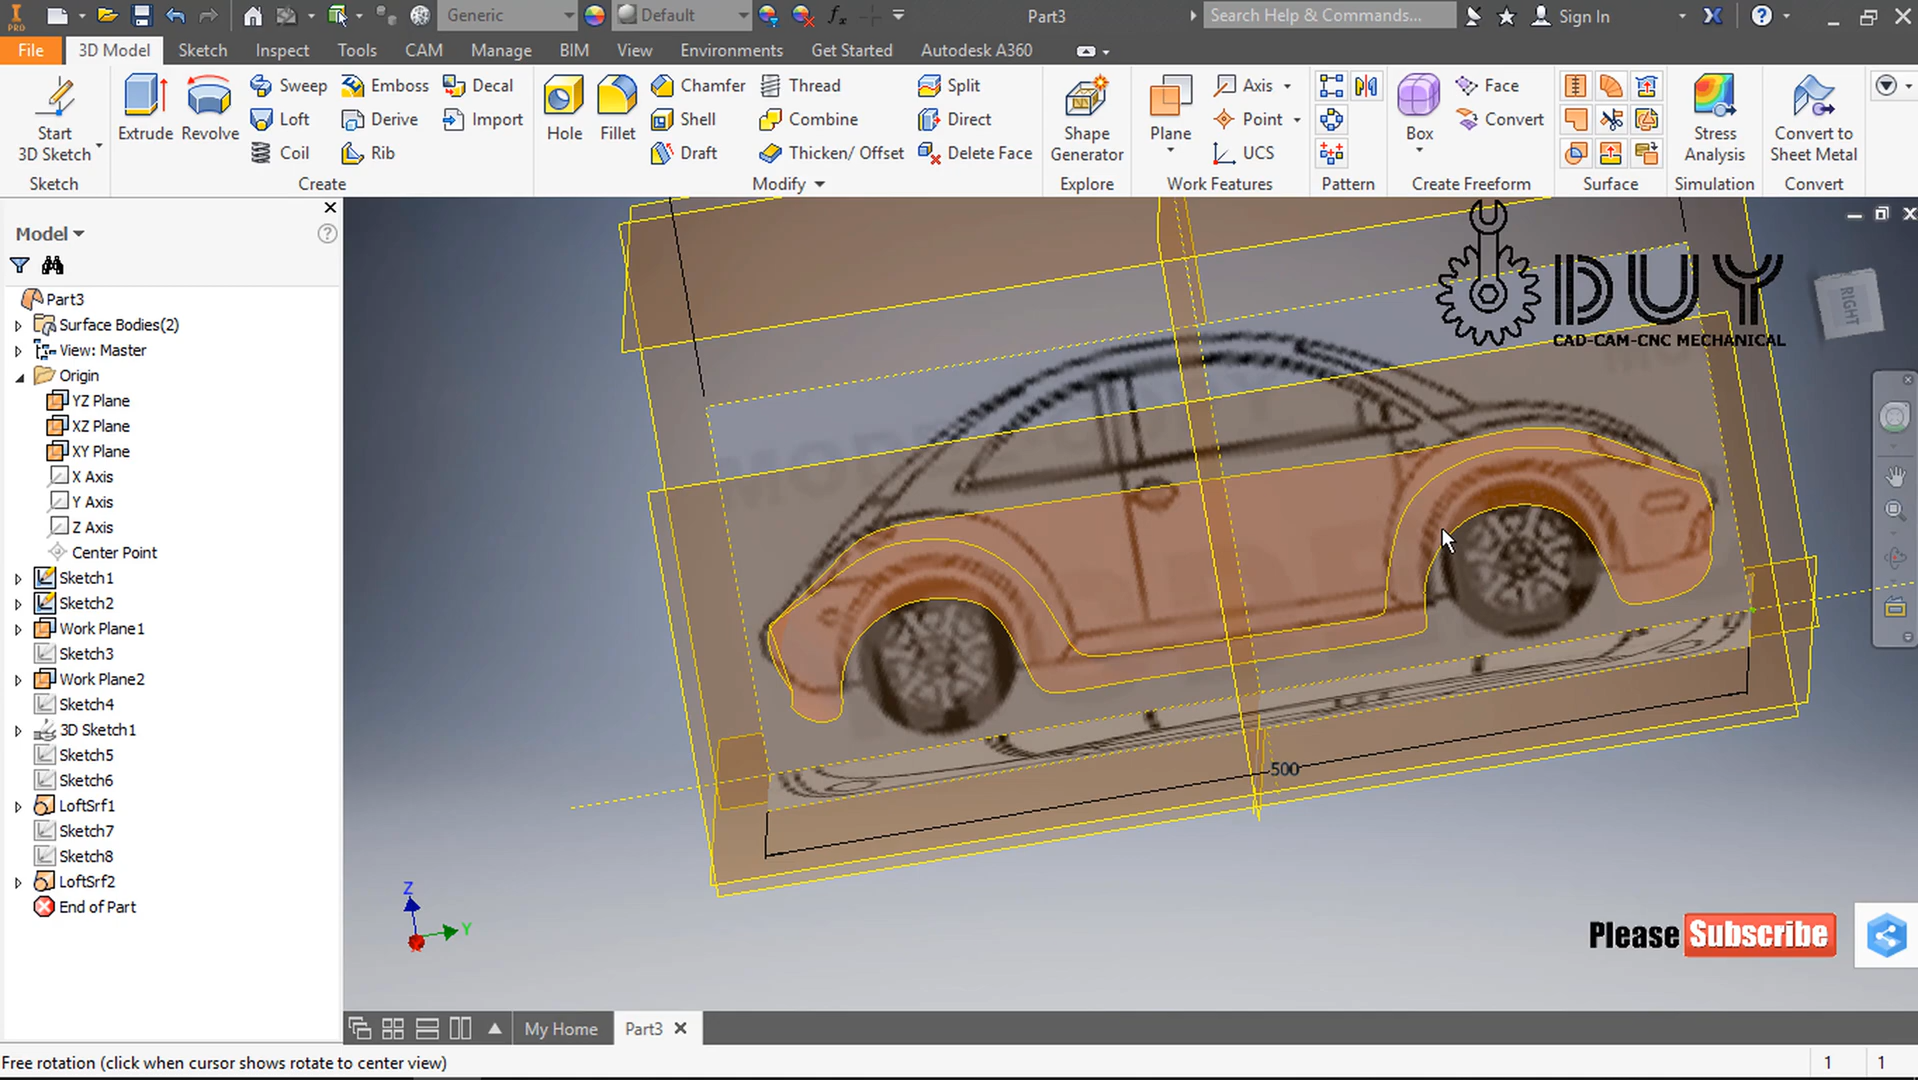 Generic
Default
Part3
Search Help & Commands...
Sign In
File
3D Model
Sketch
Inspect
Tools
CAM
Manage
BIM
View
Environments
Get Started
Autodesk A360
Start
3D Sketch
Sketch
Extrude
Revolve
Sweep
Loft
Coil
Emboss
Derive
Rib
Decal
Import
Create
Hole
Fillet
Chamfer
Shell
Draft
Thread
Combine
Thicken/ Offset
Split
Direct
Delete Face
Modify
Shape
Generator
Explore
Plane
Axis
Point
UCS
Work Features
Pattern
Box
Face
Convert
Create Freeform
Surface
Stress
Analysis
Simulation
Convert to
Sheet Metal
Convert
Model
Part3
Surface Bodies(2)
View: Master
Origin
YZ Plane
XZ Plane
XY Plane
X Axis
Y Axis
Z Axis
Center Point
Sketch1
Sketch2
Work Plane1
Sketch3
Work Plane2
Sketch4
3D Sketch1
Sketch5
Sketch6
LoftSrf1
Sketch7
Sketch8
LoftSrf2
End of Part
DUY
CAD-CAM-CNC MECHANICAL
RIGHT
500
Z
Y
Please Subscribe
My Home
Part3
Free rotation (click when cursor shows rotate to center view)
1
1